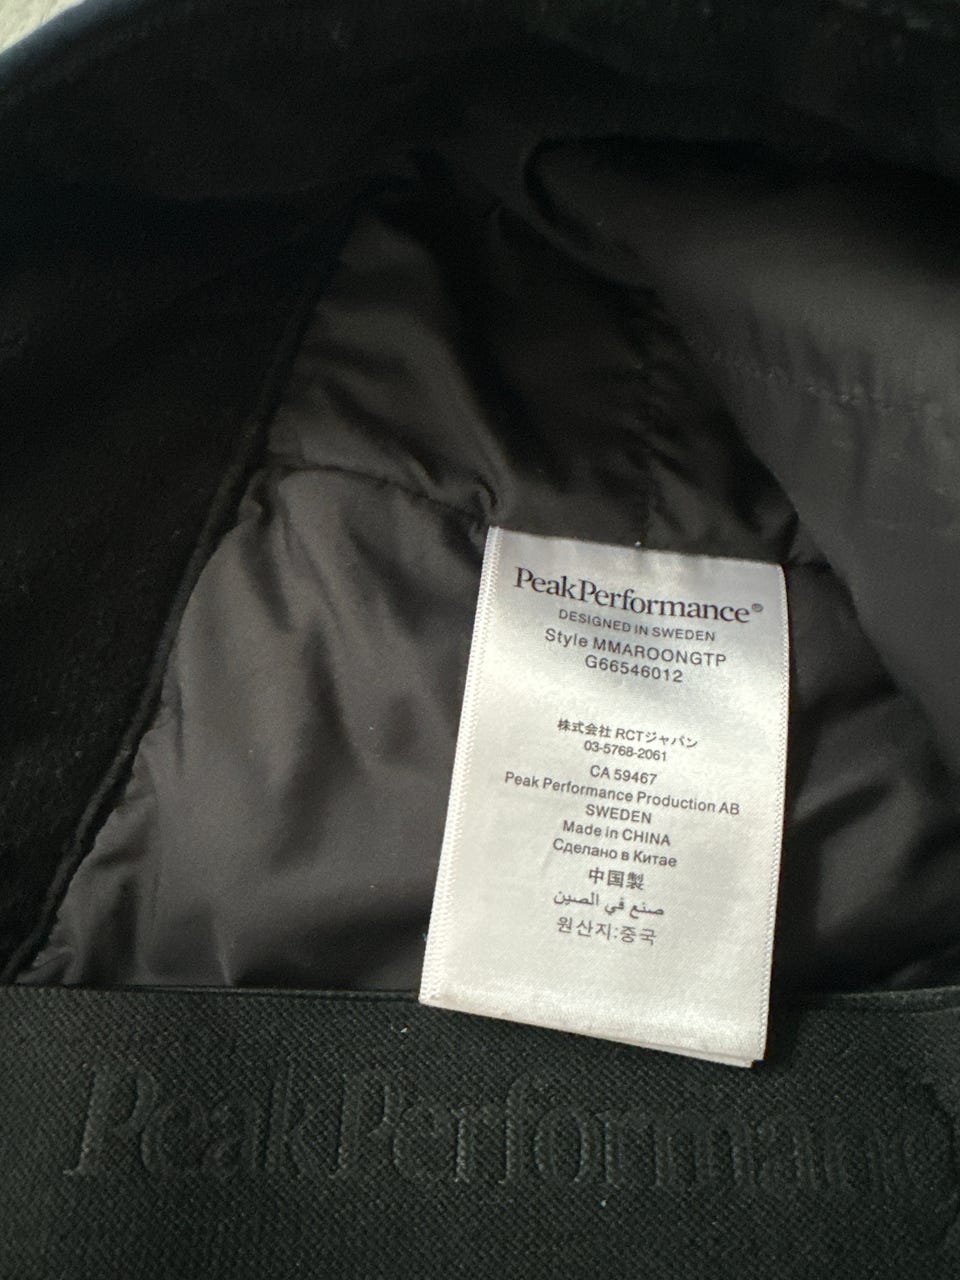 PeakPerformance®
DESIGNED IN SWEDEN
Style MMAROONGTP
G66546012
株式会社 RCTジャパン
03-5768-2061
CA 59467
Peak Performance Production AB
SWEDEN
Made in CHINA
Сделано в Китае
中国製
صنع في الصين
원산지:중국
PeakPerformanc